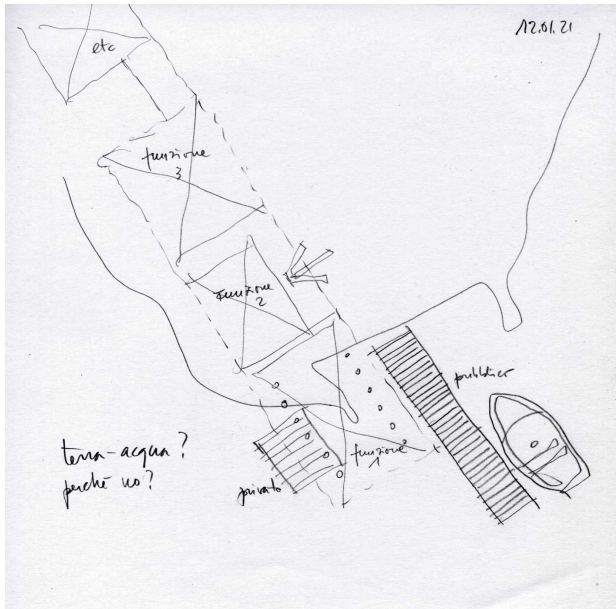 12.01.21
etc
funzione
3
funzione
2
pubblico
funzione
1
privato
terra-acqua?
perché no?